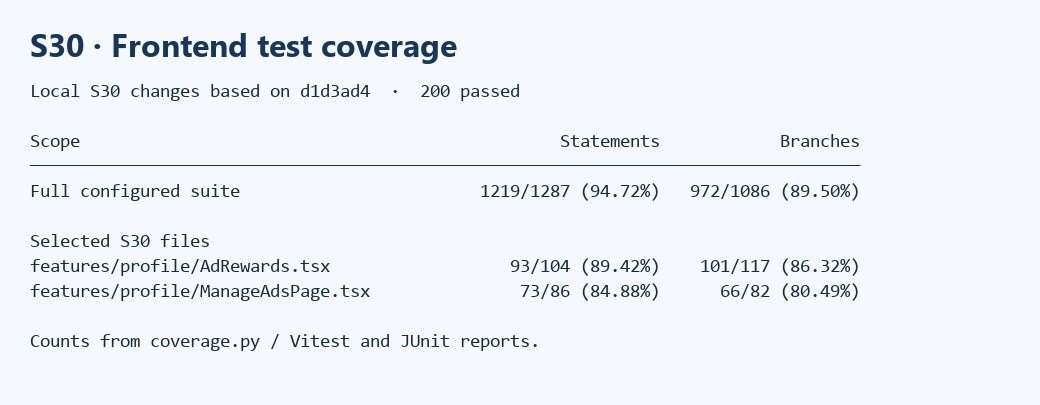 S30 · Frontend test coverage
Local S30 changes based on d1d3ad4 · 200 passed
Scope Statements Branches
Full configured suite 1219/1287 (94.72%) 972/1086 (89.50%)
Selected S30 files
features/profile/AdRewards.tsx 93/104 (89.42%) 101/117 (86.32%)
features/profile/ManageAdsPage.tsx 73/86 (84.88%) 66/82 (80.49%)
Counts from coverage.py / Vitest and JUnit reports.